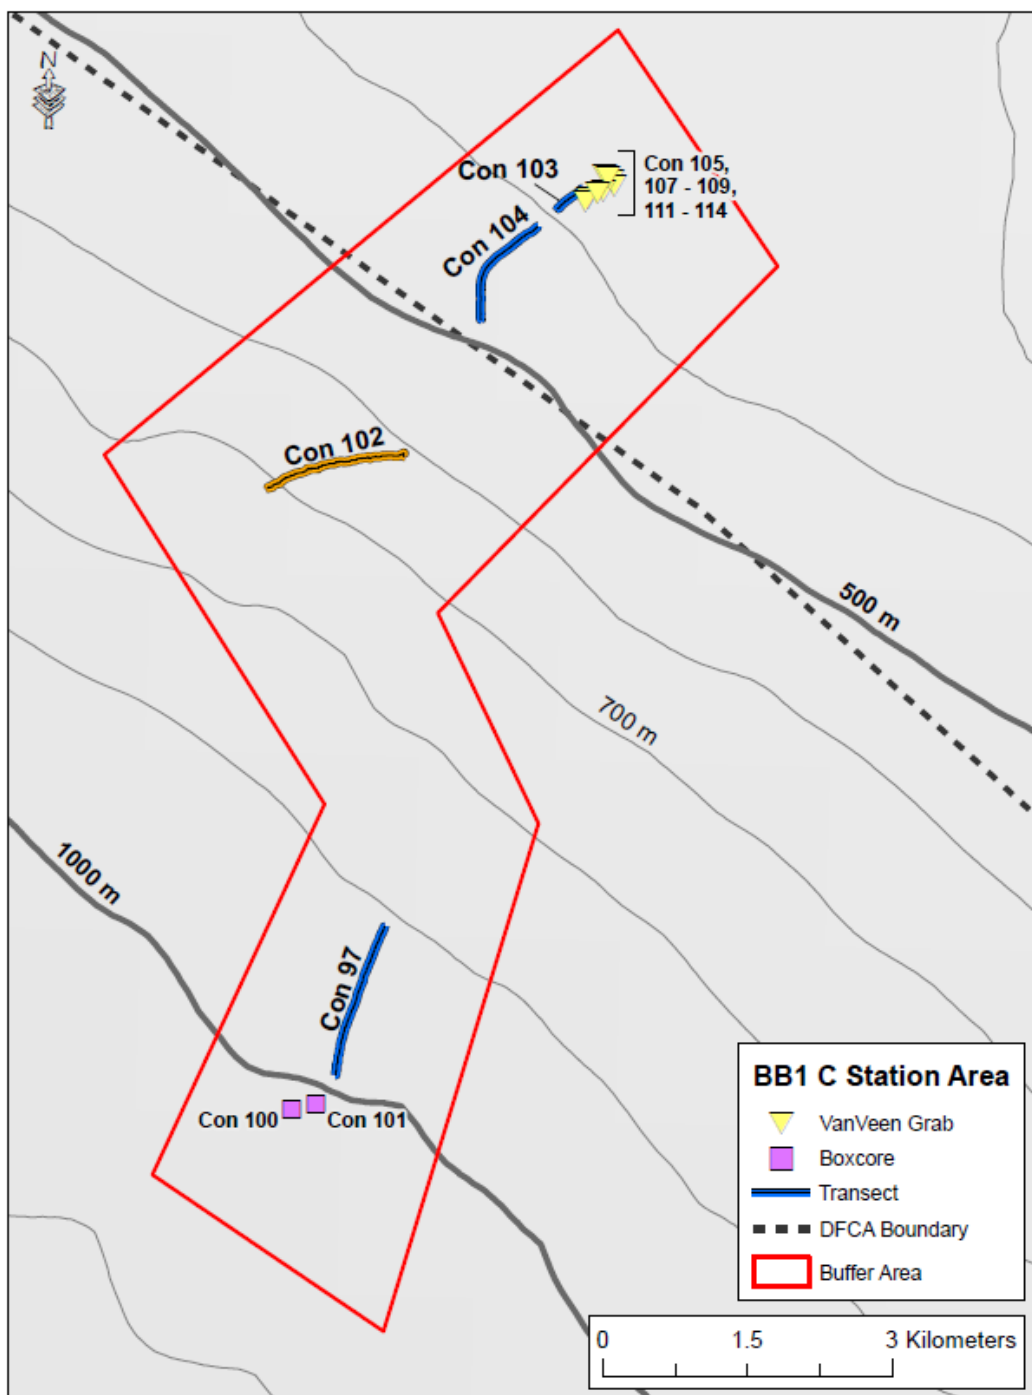 N
Con 103
Con 105,
107 - 109,
111 - 114
Con 104
Con 102
500 m
700 m
1000 m
Con 97
Con 100
Con 101
BB1 C Station Area
VanVeen Grab
Boxcore
Transect
DFCA Boundary
Buffer Area
0 1.5 3 Kilometers